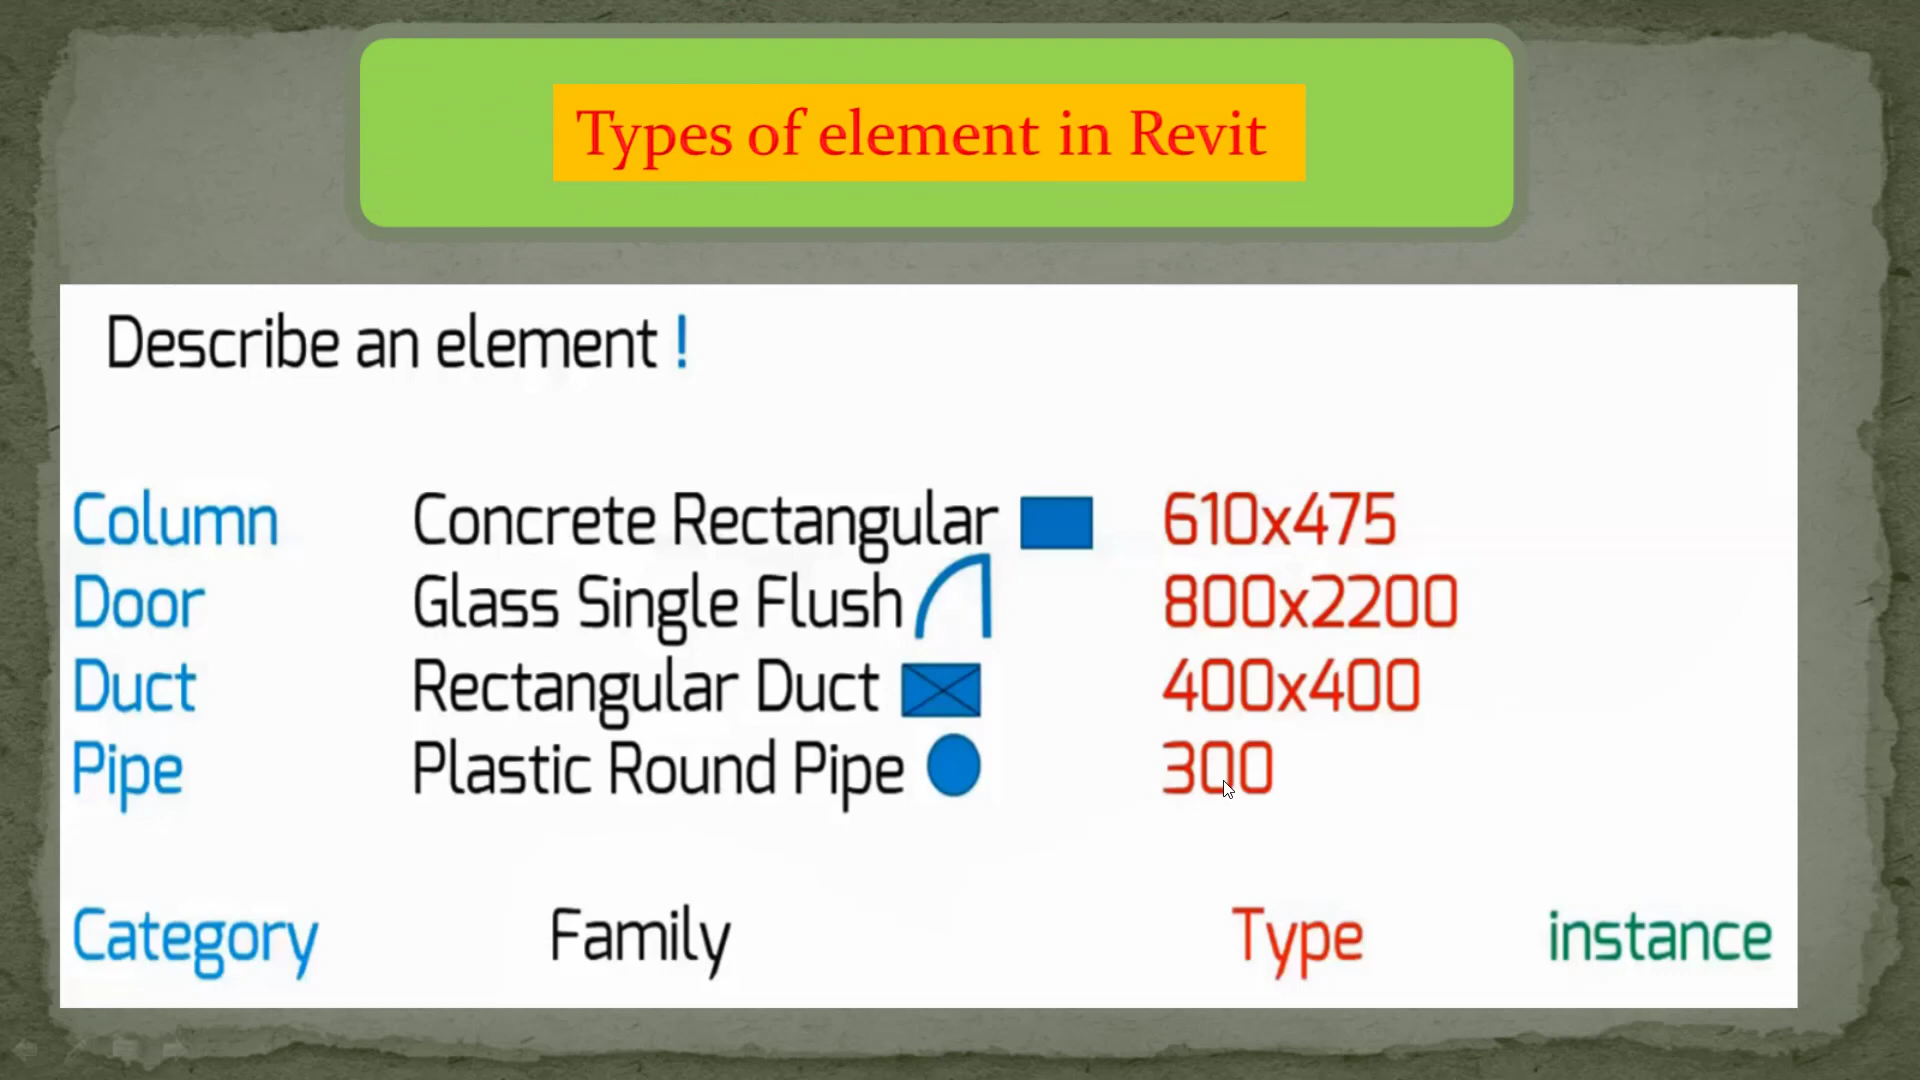 Types of element in Revit
Describe an element !
Column Concrete Rectangular 610x475
Door Glass Single Flush 800x2200
Duct Rectangular Duct 400x400
Pipe Plastic Round Pipe 300
Category Family Type instance